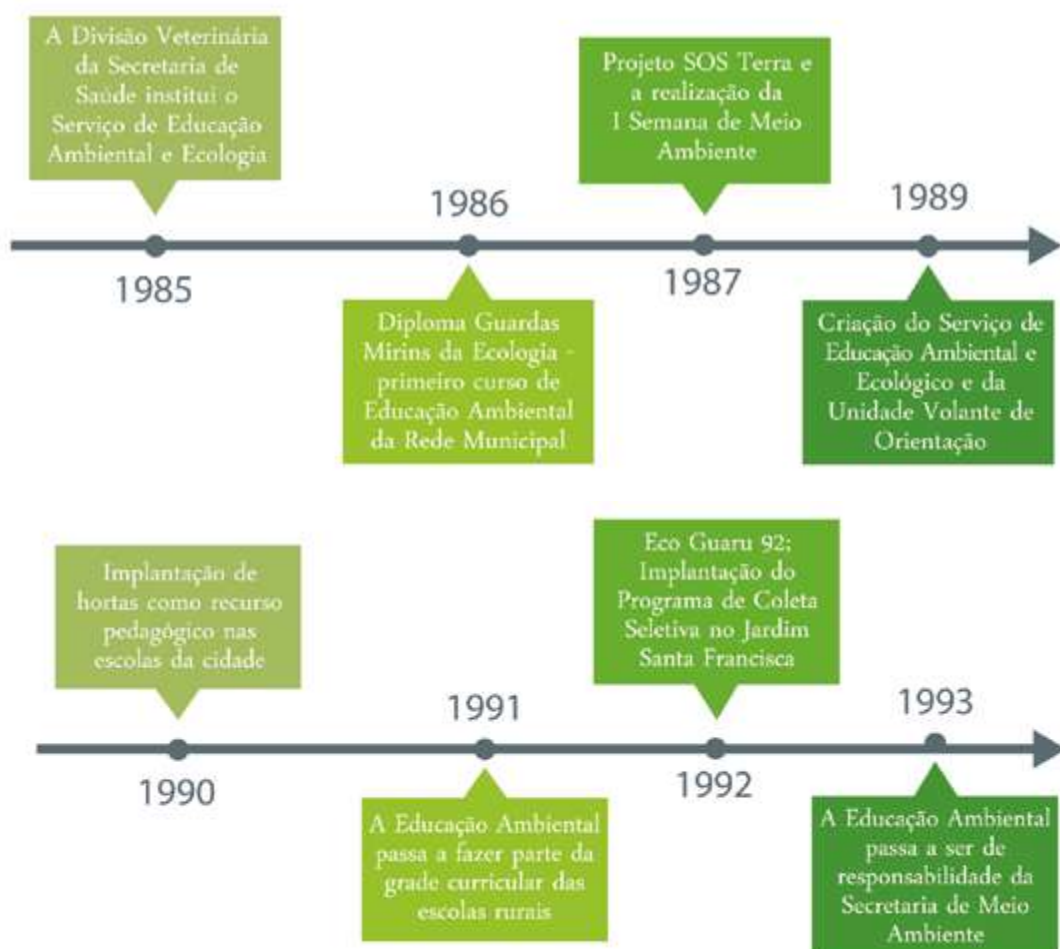 A Divisão Veterinária
da Secretaria de
Saúde institui o
Serviço de Educação
Ambiental e Ecologia
1985
1986
Diploma Guardas
Mirins da Ecologia -
primeiro curso de
Educação Ambiental
da Rede Municipal
Projeto SOS Terra e
a realização da
I Semana de Meio
Ambiente
1987
1989
Criação do Serviço de
Educação Ambiental e
Ecológico e da
Unidade Volante de
Orientação
Implantação de
hortas como recurso
pedagógico nas
escolas da cidade
1990
1991
A Educação Ambiental
passa a fazer parte da
grade curricular das
escolas rurais
Eco Guaru 92;
Implantação do
Programa de Coleta
Seletiva no Jardim
Santa Francisca
1992
1993
A Educação Ambiental
passa a ser de
responsabilidade da
Secretaria de Meio
Ambiente